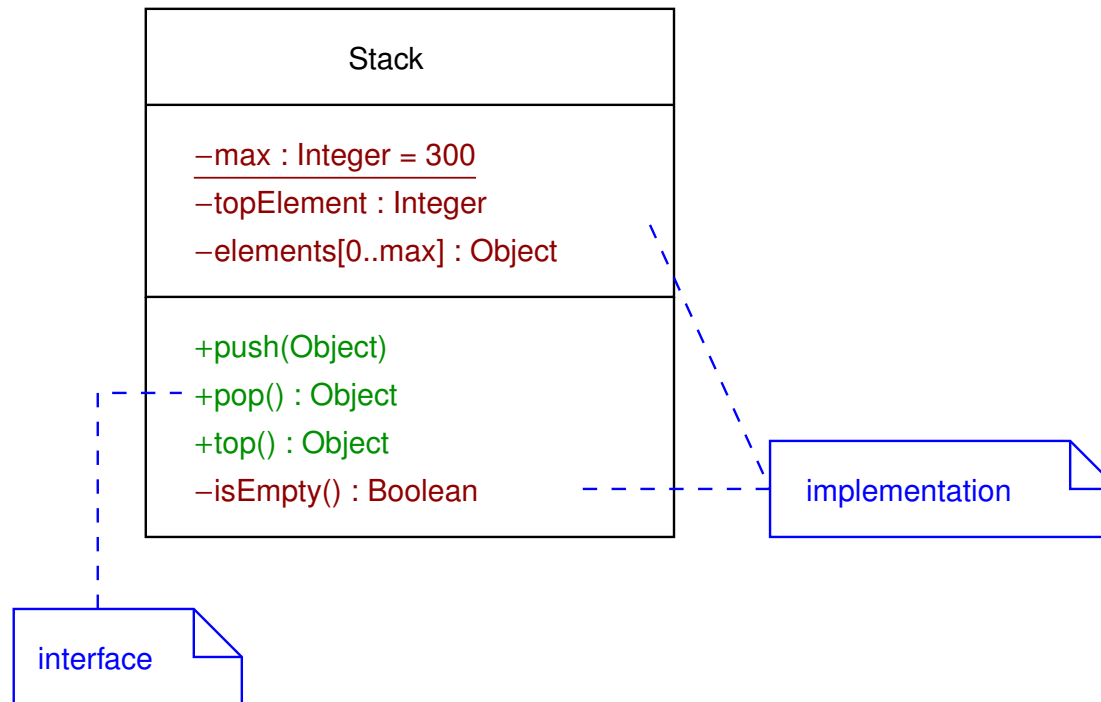 Stack
−max : Integer = 300
−topElement : Integer
−elements[0..max] : Object
+push(Object)
+pop() : Object
+top() : Object
−isEmpty() : Boolean
implementation
interface